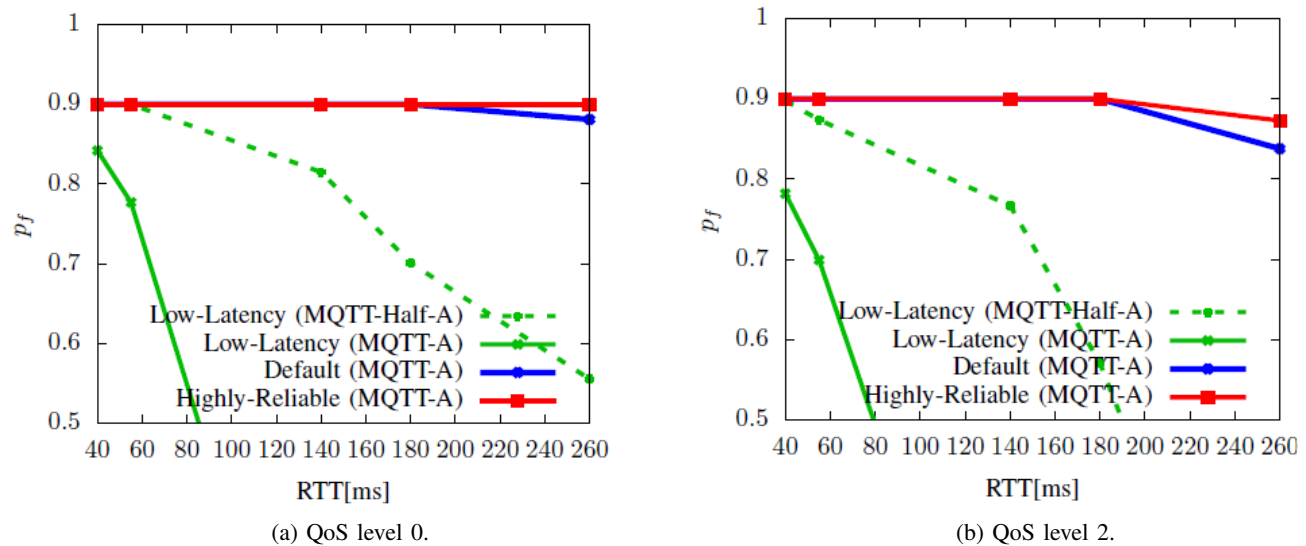 1
0.9
0.8
0.7
0.6
0.5
p_f
Low-Latency (MQTT-Half-A)
Low-Latency (MQTT-A)
Default (MQTT-A)
Highly-Reliable (MQTT-A)
40 60 80 100 120 140 160 180 200 220 240 260
RTT[ms]
(a) QoS level 0.
1
0.9
0.8
0.7
0.6
0.5
p_f
Low-Latency (MQTT-Half-A)
Low-Latency (MQTT-A)
Default (MQTT-A)
Highly-Reliable (MQTT-A)
40 60 80 100 120 140 160 180 200 220 240 260
RTT[ms]
(b) QoS level 2.